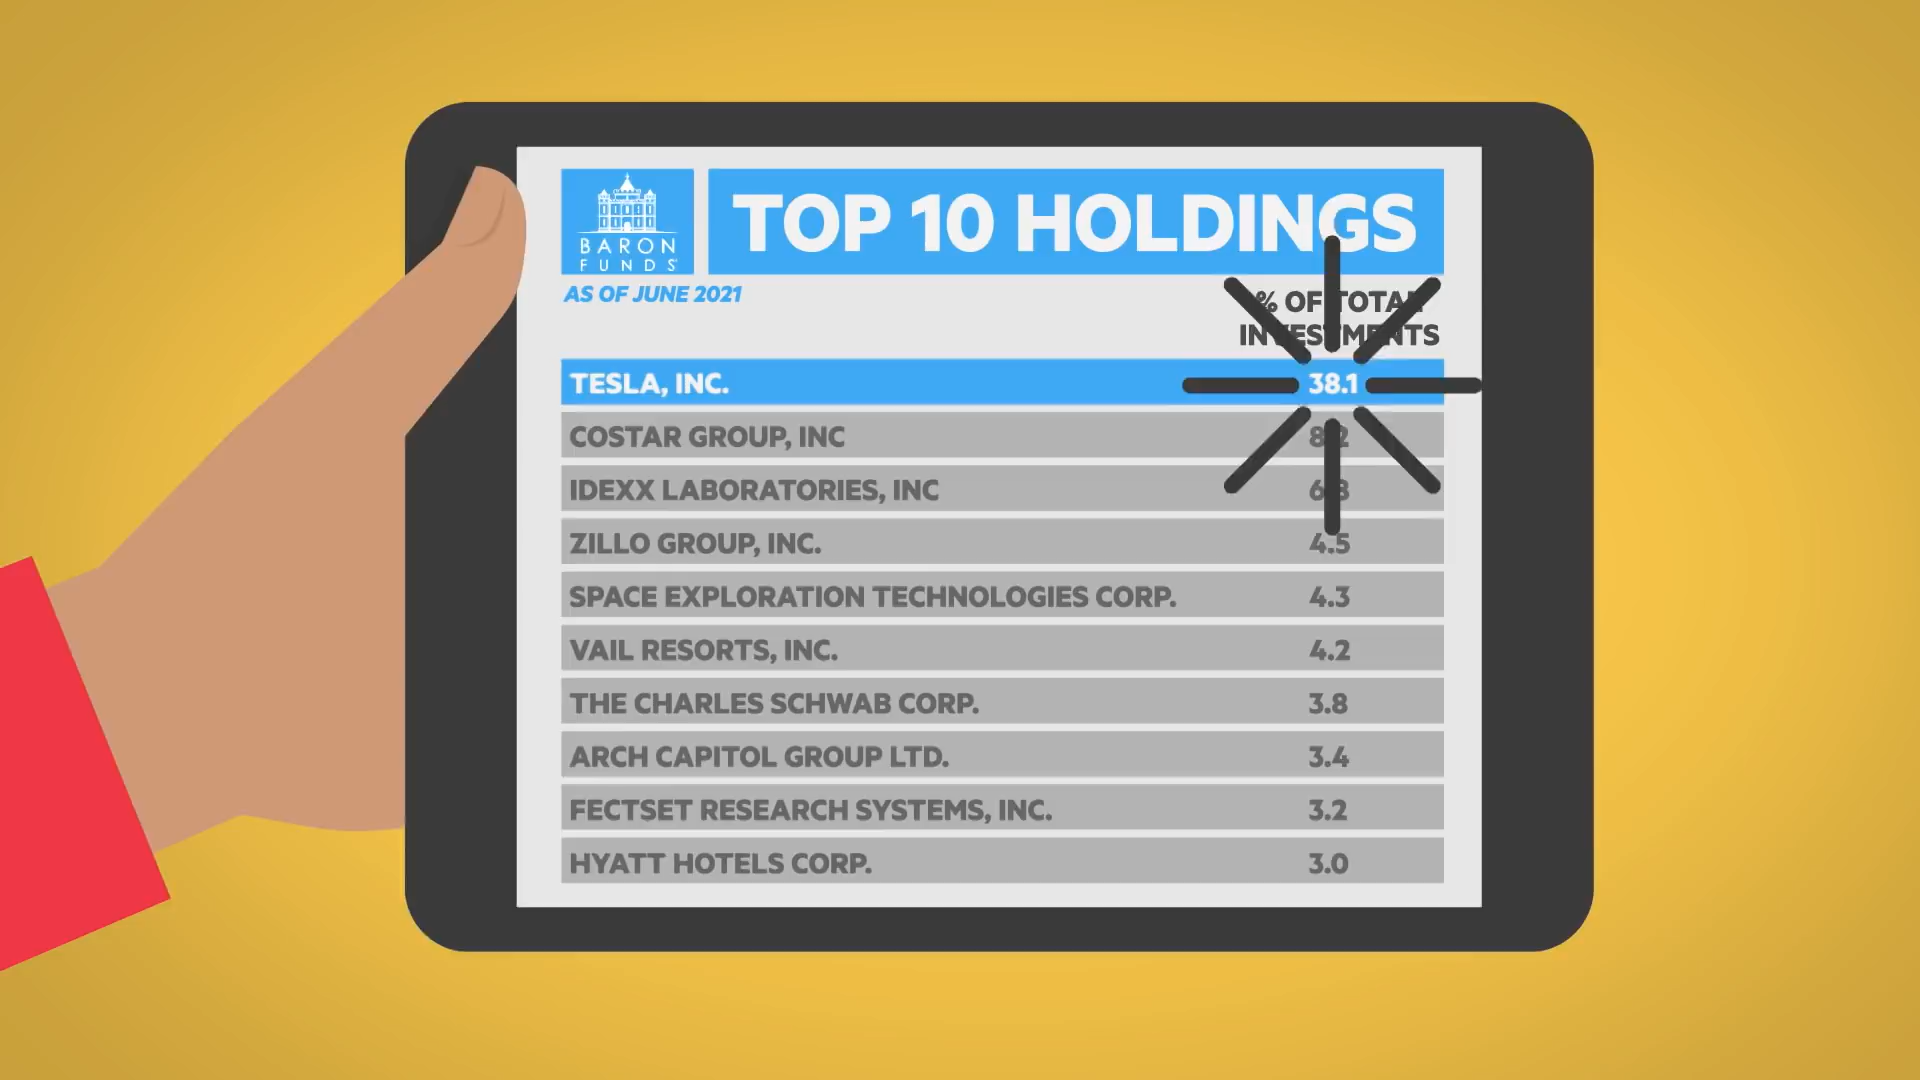 BARON
FUNDS
TOP 10 HOLDINGS
AS OF JUNE 2021
% OF TOTAL
INVESTMENTS
TESLA, INC. 38.1
COSTAR GROUP, INC
IDEXX LABORATORIES, INC
ZILLO GROUP, INC. 4.5
SPACE EXPLORATION TECHNOLOGIES CORP. 4.3
VAIL RESORTS, INC. 4.2
THE CHARLES SCHWAB CORP. 3.8
ARCH CAPITOL GROUP LTD. 3.4
FECTSET RESEARCH SYSTEMS, INC. 3.2
HYATT HOTELS CORP. 3.0